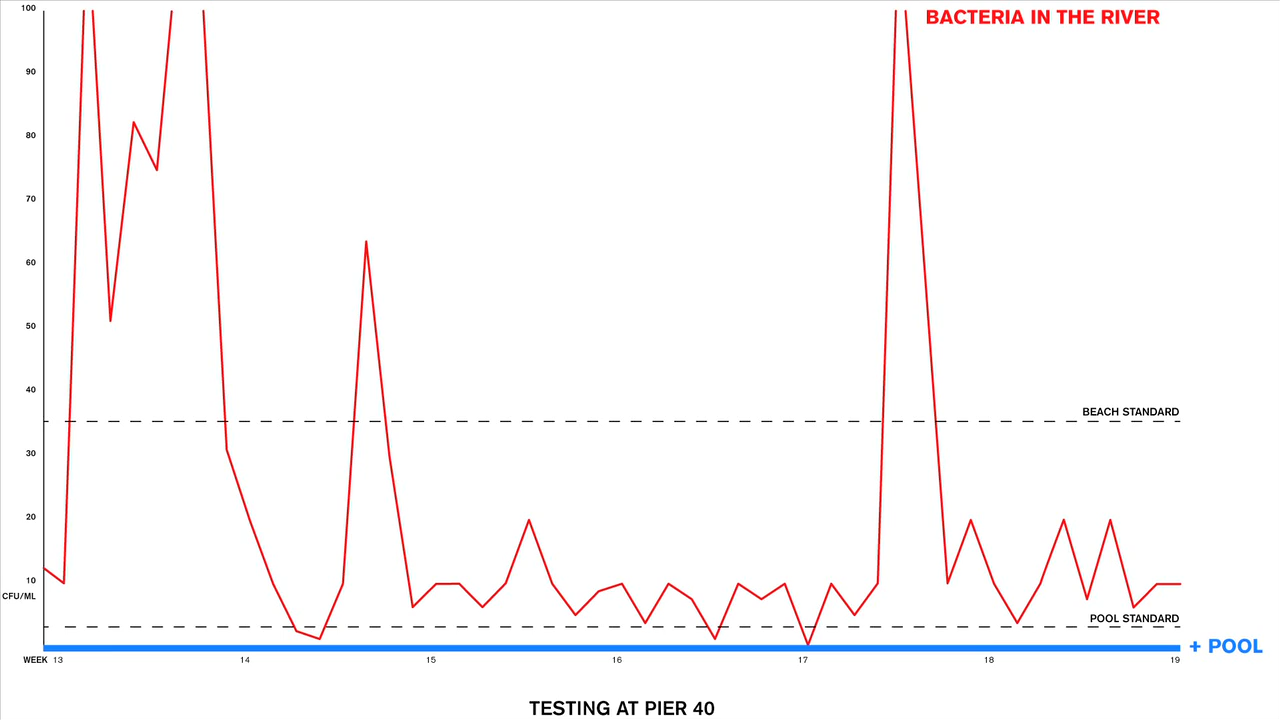 100
BACTERIA IN THE RIVER
90
80
70
60
50
40
BEACH STANDARD
30
20
10
CFU/ML
POOL STANDARD
+ POOL
WEEK 13 14 15 16 17 18 19
TESTING AT PIER 40